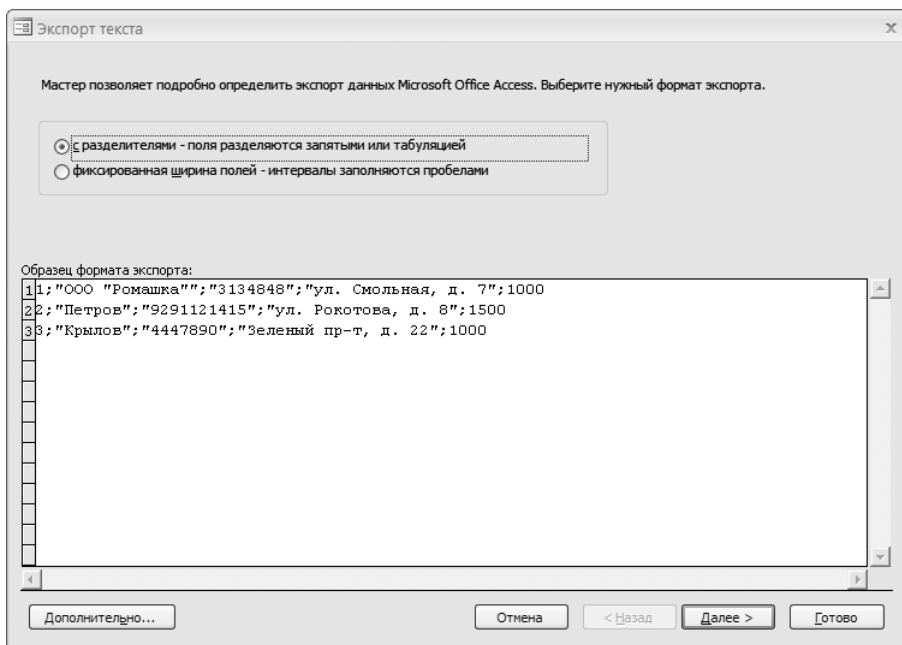 Экспорт текста
x
Мастер позволяет подробно определить экспорт данных Microsoft Office Access. Выберите нужный формат экспорта.
с разделителями - поля разделяются запятыми или табуляцией
фиксированная ширина полей - интервалы заполняются пробелами
Образец формата экспорта:
1 1;"ООО "Ромашка"";"3134848";"ул. Смольная, д. 7";1000
2 2;"Петров";"9291121415";"ул. Рокотова, д. 8";1500
3 3;"Крылов";"4447890";"Зеленый пр-т, д. 22";1000
Дополнительно... Отмена < Назад Далее > Готово